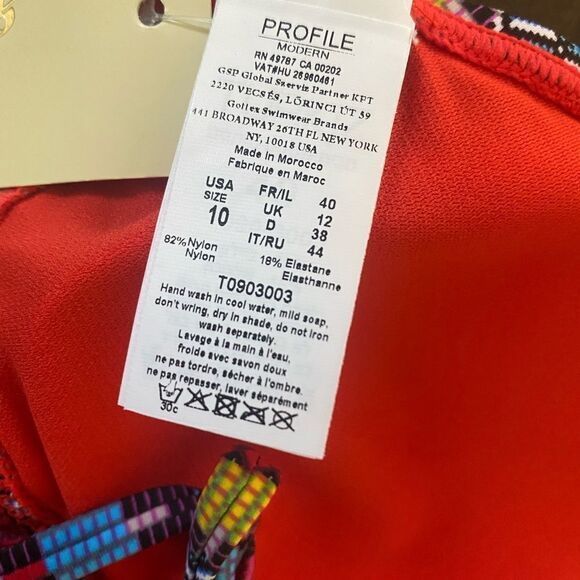 PROFILE
MODERN
RN 49787 CA 00202
VAT#HU 26960461
GSP Global Szerviz Partner KFT
2220 VECSÉS, LŐRINCI ÚT 59
Gottex Swimwear Brands
441 BROADWAY 26TH FL NEW YORK
NY, 10018 USA
Made in Morocco
Fabrique en Maroc
USA FR/IL 40
SIZE UK 12
10 D 38
IT/RU 44
82% Nylon 18% Elastane
Nylon Elasthanne
T0903003
Hand wash in cool water, mild soap,
don't wring, dry in shade, do not iron
wash separately.
Lavage à la main à l'eau,
froide avec savon doux
ne pas tordre, sécher à l'ombre.
ne pas repasser, laver séparément
30c